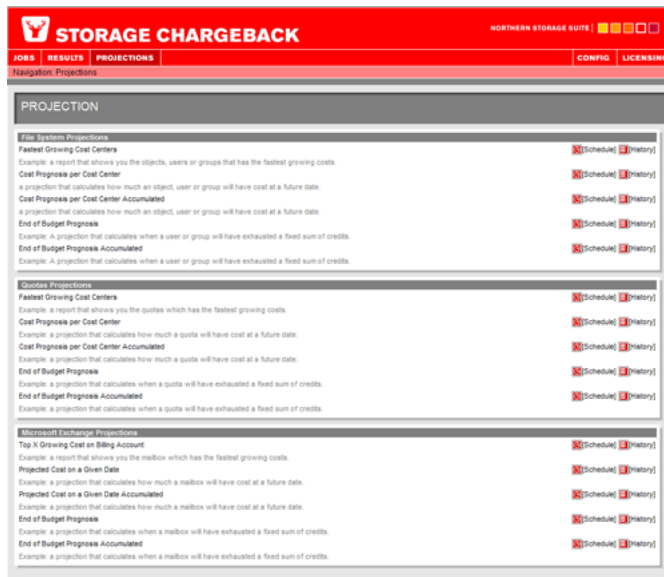 STORAGE CHARGEBACK
NORTHERN STORAGE SUITE
JOBS RESULTS PROJECTIONS CONFIG LICENSING
Navigation: Projections
PROJECTION
File System Projections
Fastest Growing Cost Centers [Schedule] [History]
Example: a report that shows you the objects, users or groups that has the fastest growing costs.
Cost Prognosis per Cost Center [Schedule] [History]
a projection that calculates how much an object, user or group will have cost at a future date.
Cost Prognosis per Cost Center Accumulated [Schedule] [History]
a projection that calculates how much an object, user or group will have cost at a future date.
End of Budget Prognosis [Schedule] [History]
Example: A projection that calculates when a user or group will have exhausted a fixed sum of credits.
End of Budget Prognosis Accumulated [Schedule] [History]
Example: A projection that calculates when a user or group will have exhausted a fixed sum of credits.
Quotas Projections
Fastest Growing Cost Centers [Schedule] [History]
Example: a report that shows you the quotas which has the fastest growing costs.
Cost Prognosis per Cost Center [Schedule] [History]
Example: a projection that calculates how much a quota will have cost at a future date.
Cost Prognosis per Cost Center Accumulated [Schedule] [History]
Example: a projection that calculates how much a quota will have cost at a future date.
End of Budget Prognosis [Schedule] [History]
Example: a projection that calculates when a quota will have exhausted a fixed sum of credits.
End of Budget Prognosis Accumulated [Schedule] [History]
Example: a projection that calculates when a quota will have exhausted a fixed sum of credits.
Microsoft Exchange Projections
Top X Growing Cost on Billing Account [Schedule] [History]
Example: a report that shows you the mailbox which has the fastest growing costs.
Projected Cost on a Given Date [Schedule] [History]
Example: a projection that calculates how much a mailbox will have cost at a future date.
Projected Cost on a Given Date Accumulated [Schedule] [History]
Example: a projection that calculates how much a mailbox will have cost at a future date.
End of Budget Prognosis [Schedule] [History]
Example: a projection that calculates when a mailbox will have exhausted a fixed sum of credits.
End of Budget Prognosis Accumulated [Schedule] [History]
Example: a projection that calculates when a mailbox will have exhausted a fixed sum of credits.